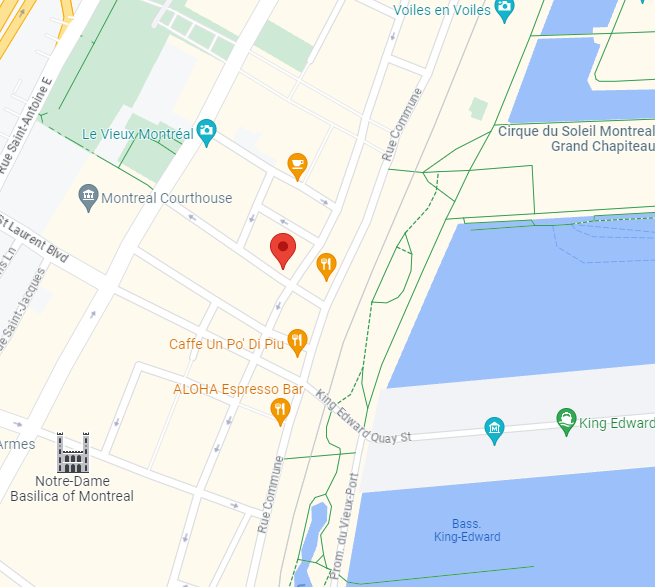 Voiles en Voiles
Rue Saint-Antoine E
Rue Commune
Le Vieux-Montréal
Cirque du Soleil Montreal
Grand Chapiteau
Montreal Courthouse
St Laurent Blvd
Rue Saint-Jacques
Caffe Un Po' Di Piu
ALOHA Espresso Bar
King Edward Quay St
King Edward
Armes
Notre-Dame
Basilica of Montreal
Rue Commune
Prom. du Vieux-Port
Bass.
King-Edward